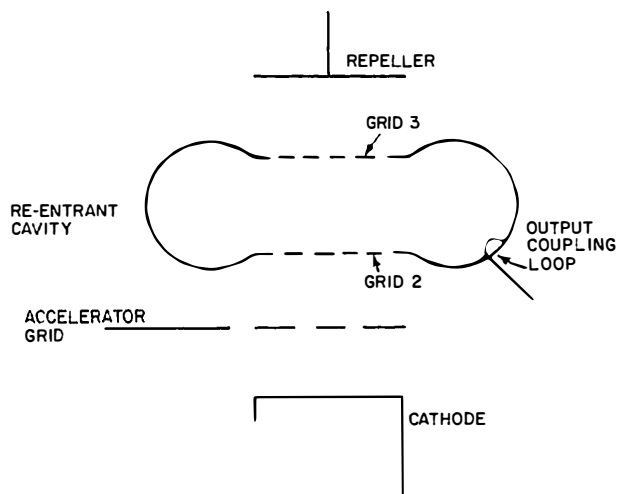 REPELLER
GRID 3
RE-ENTRANT
CAVITY
OUTPUT
COUPLING
LOOP
GRID 2
ACCELERATOR
GRID
CATHODE